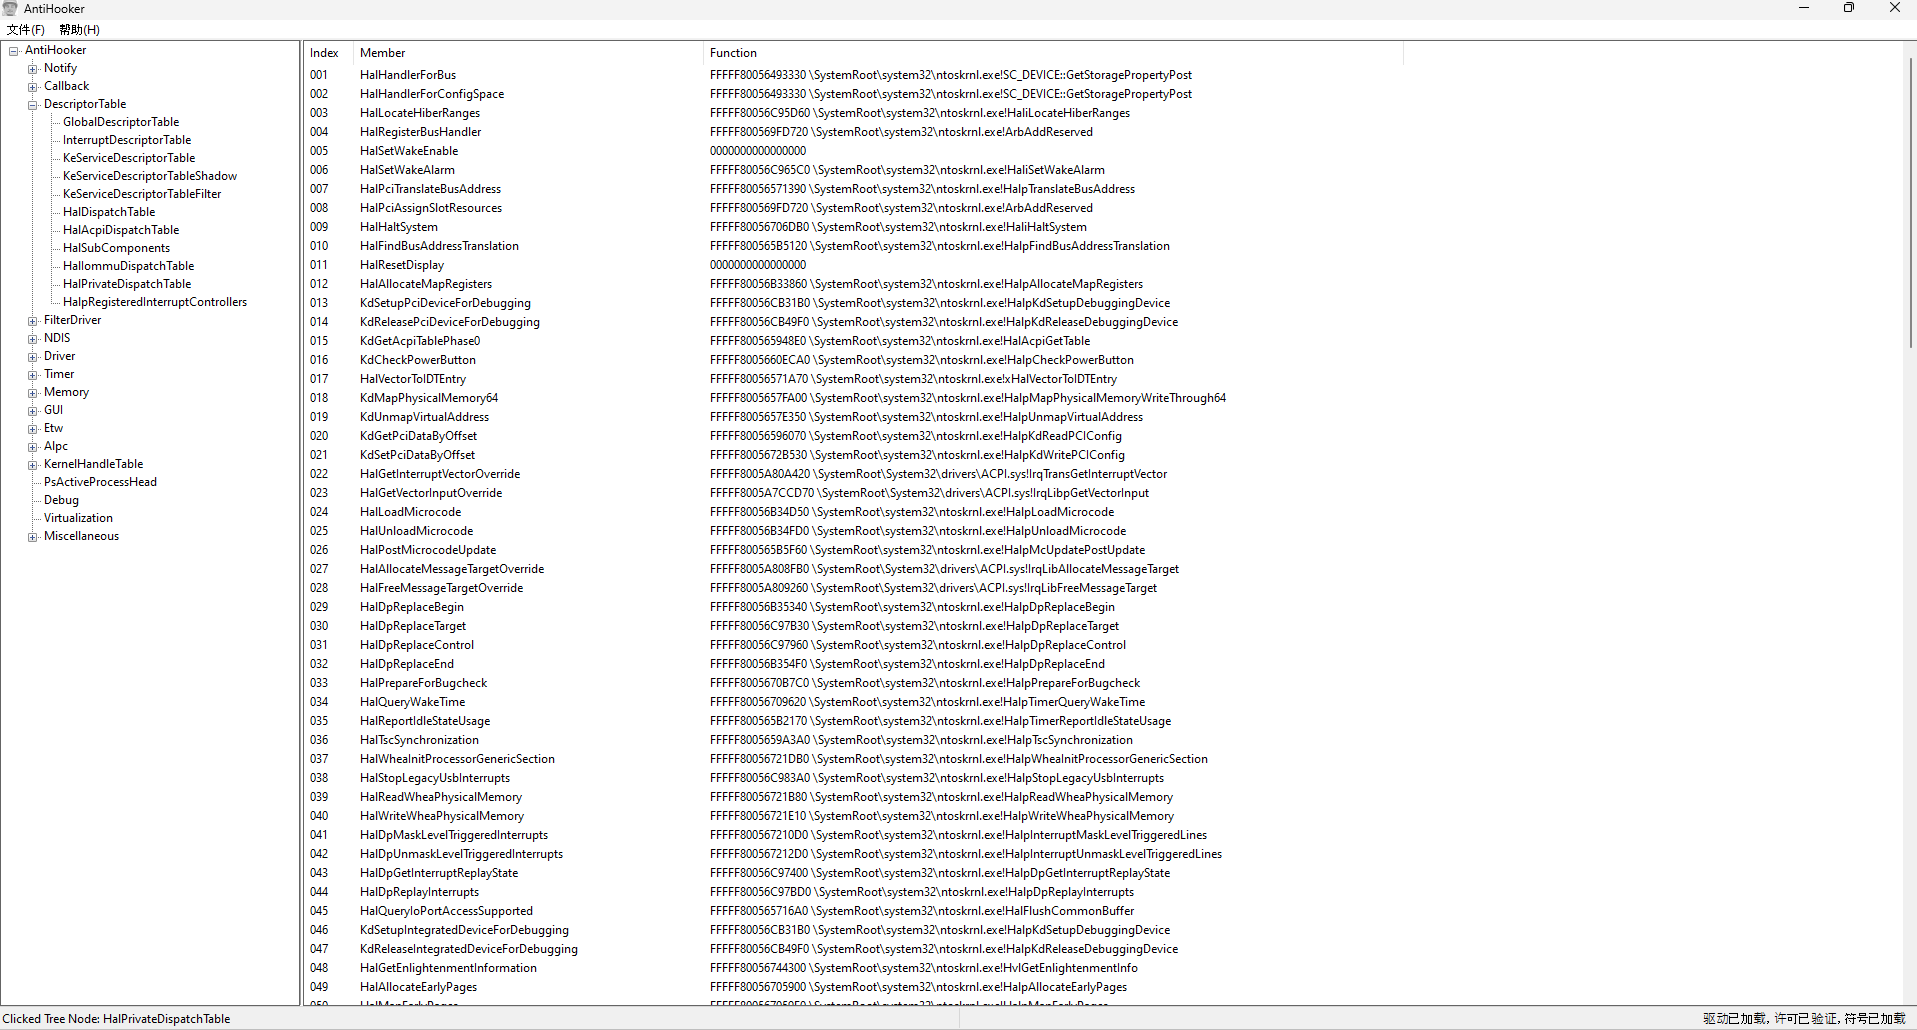 AntiHooker
文件(F) 帮助(H)
AntiHooker
Notify
Callback
DescriptorTable
GlobalDescriptorTable
InterruptDescriptorTable
KeServiceDescriptorTable
KeServiceDescriptorTableShadow
KeServiceDescriptorTableFilter
HalDispatchTable
HalAcpiDispatchTable
HalSubComponents
HalIommuDispatchTable
HalPrivateDispatchTable
HalpRegisteredInterruptControllers
FilterDriver
NDIS
Driver
Timer
Memory
GUI
Etw
Alpc
KernelHandleTable
PsActiveProcessHead
Debug
Virtualization
Miscellaneous
Index Member Function
001 HalHandlerForBus FFFFF80056493330 \SystemRoot\system32\ntoskrnl.exe!SC_DEVICE::GetStoragePropertyPost
002 HalHandlerForConfigSpace FFFFF80056493330 \SystemRoot\system32\ntoskrnl.exe!SC_DEVICE::GetStoragePropertyPost
003 HalLocateHiberRanges FFFFF80056C95D60 \SystemRoot\system32\ntoskrnl.exe!HaliLocateHiberRanges
004 HalRegisterBusHandler FFFFF800569FD720 \SystemRoot\system32\ntoskrnl.exe!ArbAddReserved
005 HalSetWakeEnable 0000000000000000
006 HalSetWakeAlarm FFFFF80056C965C0 \SystemRoot\system32\ntoskrnl.exe!HaliSetWakeAlarm
007 HalPciTranslateBusAddress FFFFF80056571390 \SystemRoot\system32\ntoskrnl.exe!HalpTranslateBusAddress
008 HalPciAssignSlotResources FFFFF800569FD720 \SystemRoot\system32\ntoskrnl.exe!ArbAddReserved
009 HalHaltSystem FFFFF80056706DB0 \SystemRoot\system32\ntoskrnl.exe!HaliHaltSystem
010 HalFindBusAddressTranslation FFFFF800565B5120 \SystemRoot\system32\ntoskrnl.exe!HalpFindBusAddressTranslation
011 HalResetDisplay 0000000000000000
012 HalAllocateMapRegisters FFFFF80056B33860 \SystemRoot\system32\ntoskrnl.exe!HalpAllocateMapRegisters
013 KdSetupPciDeviceForDebugging FFFFF80056CB31B0 \SystemRoot\system32\ntoskrnl.exe!HalpKdSetupDebuggingDevice
014 KdReleasePciDeviceForDebugging FFFFF80056CB49F0 \SystemRoot\system32\ntoskrnl.exe!HalpKdReleaseDebuggingDevice
015 KdGetAcpiTablePhase0 FFFFF800565948E0 \SystemRoot\system32\ntoskrnl.exe!HalAcpiGetTable
016 KdCheckPowerButton FFFFF8005660ECA0 \SystemRoot\system32\ntoskrnl.exe!HalpCheckPowerButton
017 HalVectorToIDTEntry FFFFF80056571A70 \SystemRoot\system32\ntoskrnl.exe!xHalVectorToIDTEntry
018 KdMapPhysicalMemory64 FFFFF8005657FA00 \SystemRoot\system32\ntoskrnl.exe!HalpMapPhysicalMemoryWriteThrough64
019 KdUnmapVirtualAddress FFFFF8005657E350 \SystemRoot\system32\ntoskrnl.exe!HalpUnmapVirtualAddress
020 KdGetPciDataByOffset FFFFF80056596070 \SystemRoot\system32\ntoskrnl.exe!HalpKdReadPCIConfig
021 KdSetPciDataByOffset FFFFF8005672B530 \SystemRoot\system32\ntoskrnl.exe!HalpKdWritePCIConfig
022 HalGetInterruptVectorOverride FFFFF8005A80A420 \SystemRoot\System32\drivers\ACPI.sys!IrqTransGetInterruptVector
023 HalGetVectorInputOverride FFFFF8005A7CCD70 \SystemRoot\System32\drivers\ACPI.sys!IrqLibpGetVectorInput
024 HalLoadMicrocode FFFFF80056B34D50 \SystemRoot\system32\ntoskrnl.exe!HalpLoadMicrocode
025 HalUnloadMicrocode FFFFF80056B34FD0 \SystemRoot\system32\ntoskrnl.exe!HalpUnloadMicrocode
026 HalPostMicrocodeUpdate FFFFF800565B5F60 \SystemRoot\system32\ntoskrnl.exe!HalpMcUpdatePostUpdate
027 HalAllocateMessageTargetOverride FFFFF8005A808FB0 \SystemRoot\System32\drivers\ACPI.sys!IrqLibAllocateMessageTarget
028 HalFreeMessageTargetOverride FFFFF8005A809260 \SystemRoot\System32\drivers\ACPI.sys!IrqLibFreeMessageTarget
029 HalDpReplaceBegin FFFFF80056B35340 \SystemRoot\system32\ntoskrnl.exe!HalpDpReplaceBegin
030 HalDpReplaceTarget FFFFF80056C97B30 \SystemRoot\system32\ntoskrnl.exe!HalpDpReplaceTarget
031 HalDpReplaceControl FFFFF80056C97960 \SystemRoot\system32\ntoskrnl.exe!HalpDpReplaceControl
032 HalDpReplaceEnd FFFFF80056B354F0 \SystemRoot\system32\ntoskrnl.exe!HalpDpReplaceEnd
033 HalPrepareForBugcheck FFFFF8005670B7C0 \SystemRoot\system32\ntoskrnl.exe!HalpPrepareForBugcheck
034 HalQueryWakeTime FFFFF80056709620 \SystemRoot\system32\ntoskrnl.exe!HalpTimerQueryWakeTime
035 HalReportIdleStateUsage FFFFF800565B2170 \SystemRoot\system32\ntoskrnl.exe!HalpTimerReportIdleStateUsage
036 HalTscSynchronization FFFFF8005659A3A0 \SystemRoot\system32\ntoskrnl.exe!HalpTscSynchronization
037 HalWheaInitProcessorGenericSection FFFFF80056721DB0 \SystemRoot\system32\ntoskrnl.exe!HalpWheaInitProcessorGenericSection
038 HalStopLegacyUsbInterrupts FFFFF80056C983A0 \SystemRoot\system32\ntoskrnl.exe!HalpStopLegacyUsbInterrupts
039 HalReadWheaPhysicalMemory FFFFF80056721B80 \SystemRoot\system32\ntoskrnl.exe!HalpReadWheaPhysicalMemory
040 HalWriteWheaPhysicalMemory FFFFF80056721E10 \SystemRoot\system32\ntoskrnl.exe!HalpWriteWheaPhysicalMemory
041 HalDpMaskLevelTriggeredInterrupts FFFFF800567210D0 \SystemRoot\system32\ntoskrnl.exe!HalpInterruptMaskLevelTriggeredLines
042 HalDpUnmaskLevelTriggeredInterrupts FFFFF800567212D0 \SystemRoot\system32\ntoskrnl.exe!HalpInterruptUnmaskLevelTriggeredLines
043 HalDpGetInterruptReplayState FFFFF80056C97400 \SystemRoot\system32\ntoskrnl.exe!HalpDpGetInterruptReplayState
044 HalDpReplayInterrupts FFFFF80056C97BD0 \SystemRoot\system32\ntoskrnl.exe!HalpDpReplayInterrupts
045 HalQueryIoPortAccessSupported FFFFF800565716A0 \SystemRoot\system32\ntoskrnl.exe!HalFlushCommonBuffer
046 KdSetupIntegratedDeviceForDebugging FFFFF80056CB31B0 \SystemRoot\system32\ntoskrnl.exe!HalpKdSetupDebuggingDevice
047 KdReleaseIntegratedDeviceForDebugging FFFFF80056CB49F0 \SystemRoot\system32\ntoskrnl.exe!HalpKdReleaseDebuggingDevice
048 HalGetEnlightenmentInformation FFFFF80056744300 \SystemRoot\system32\ntoskrnl.exe!HvlGetEnlightenmentInfo
049 HalAllocateEarlyPages FFFFF80056705900 \SystemRoot\system32\ntoskrnl.exe!HalpAllocateEarlyPages
Clicked Tree Node: HalPrivateDispatchTable
驱动已加载, 许可已验证, 符号已加载